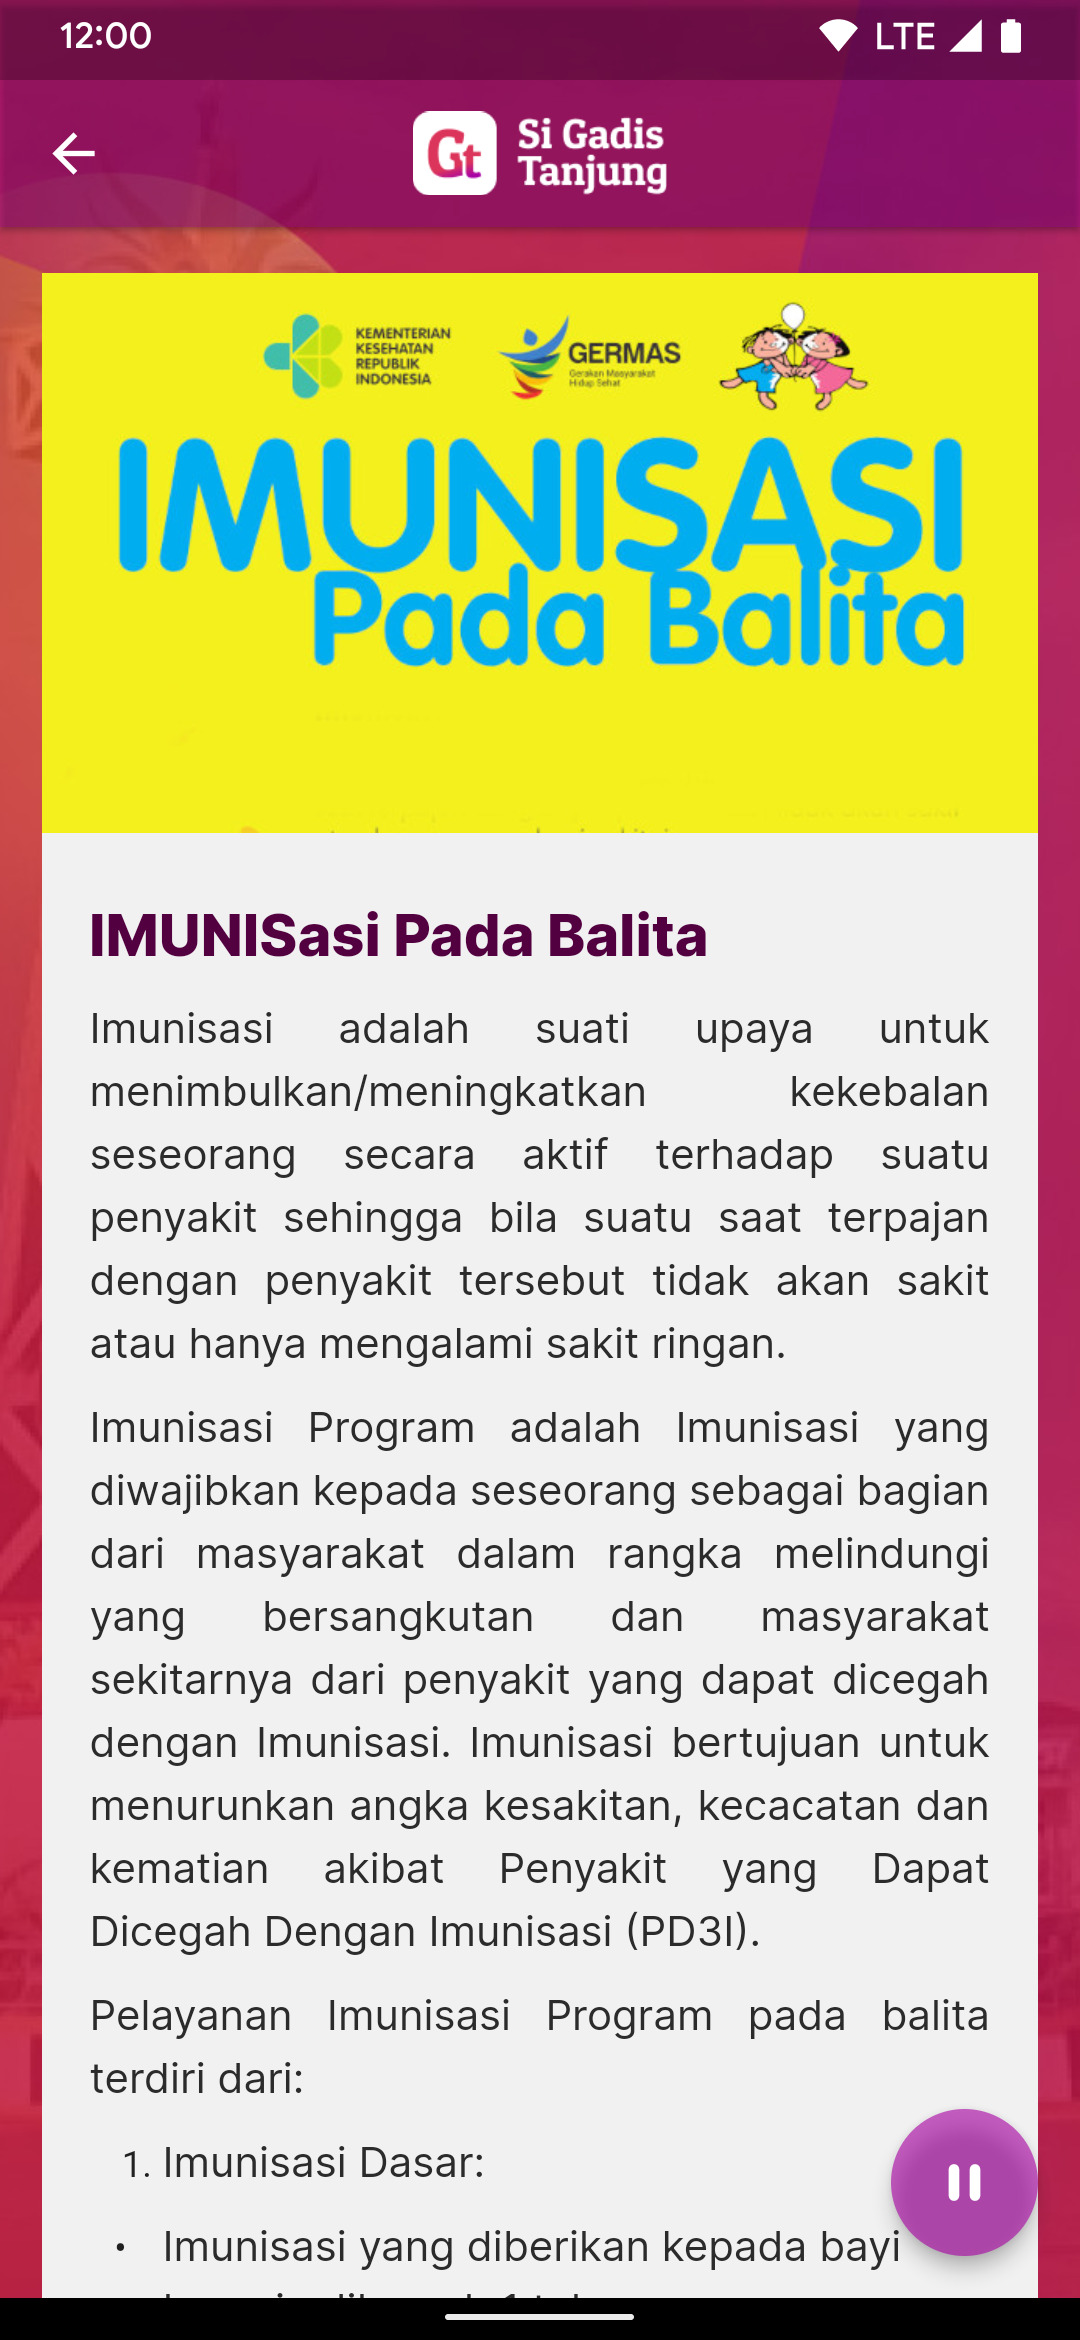 12:00
LTE
Gt
Si Gadis
Tanjung
KEMENTERIAN
KESEHATAN
REPUBLIK
INDONESIA
GERMAS
Gerakan Masyarakat
Hidup Sehat
IMUNISASI
Pada Balita
IMUNISasi Pada Balita
Imunisasi adalah suati upaya untuk
menimbulkan/meningkatkan kekebalan
seseorang secara aktif terhadap suatu
penyakit sehingga bila suatu saat terpajan
dengan penyakit tersebut tidak akan sakit
atau hanya mengalami sakit ringan.
Imunisasi Program adalah Imunisasi yang
diwajibkan kepada seseorang sebagai bagian
dari masyarakat dalam rangka melindungi
yang bersangkutan dan masyarakat
sekitarnya dari penyakit yang dapat dicegah
dengan Imunisasi. Imunisasi bertujuan untuk
menurunkan angka kesakitan, kecacatan dan
kematian akibat Penyakit yang Dapat
Dicegah Dengan Imunisasi (PD3I).
Pelayanan Imunisasi Program pada balita
terdiri dari:
1. Imunisasi Dasar:
• Imunisasi yang diberikan kepada bayi